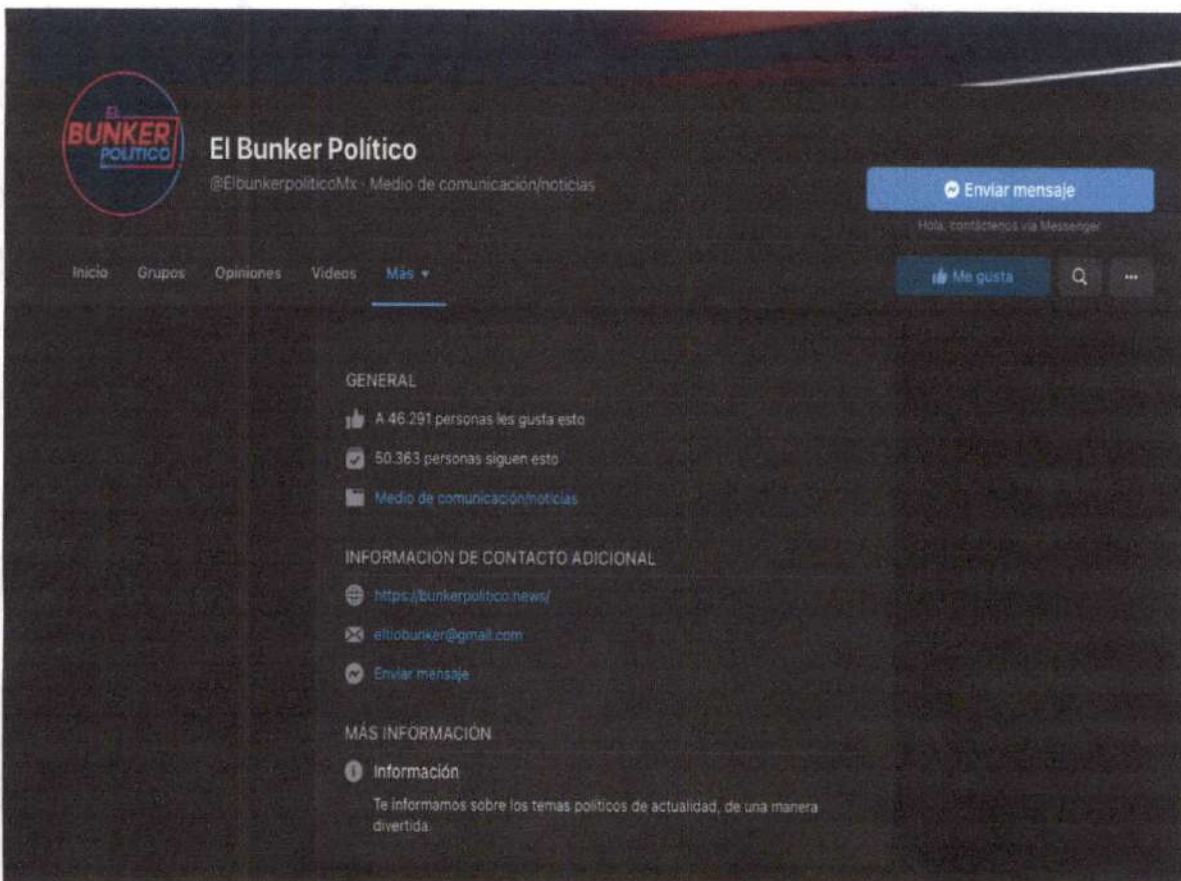 EL
BUNKER
POLITICO
El Bunker Político
@ElbunkerpoliticoMx · Medio de comunicación/noticias
Enviar mensaje
Hola, contáctenos vía Messenger
Inicio Grupos Opiniones Videos Más
Me gusta
GENERAL
A 46.291 personas les gusta esto
50.363 personas siguen esto
Medio de comunicación/noticias
INFORMACIÓN DE CONTACTO ADICIONAL
https://bunkerpolitico.news/
eltiobunker@gmail.com
Enviar mensaje
MÁS INFORMACIÓN
Información
Te informamos sobre los temas políticos de actualidad, de una manera
divertida.